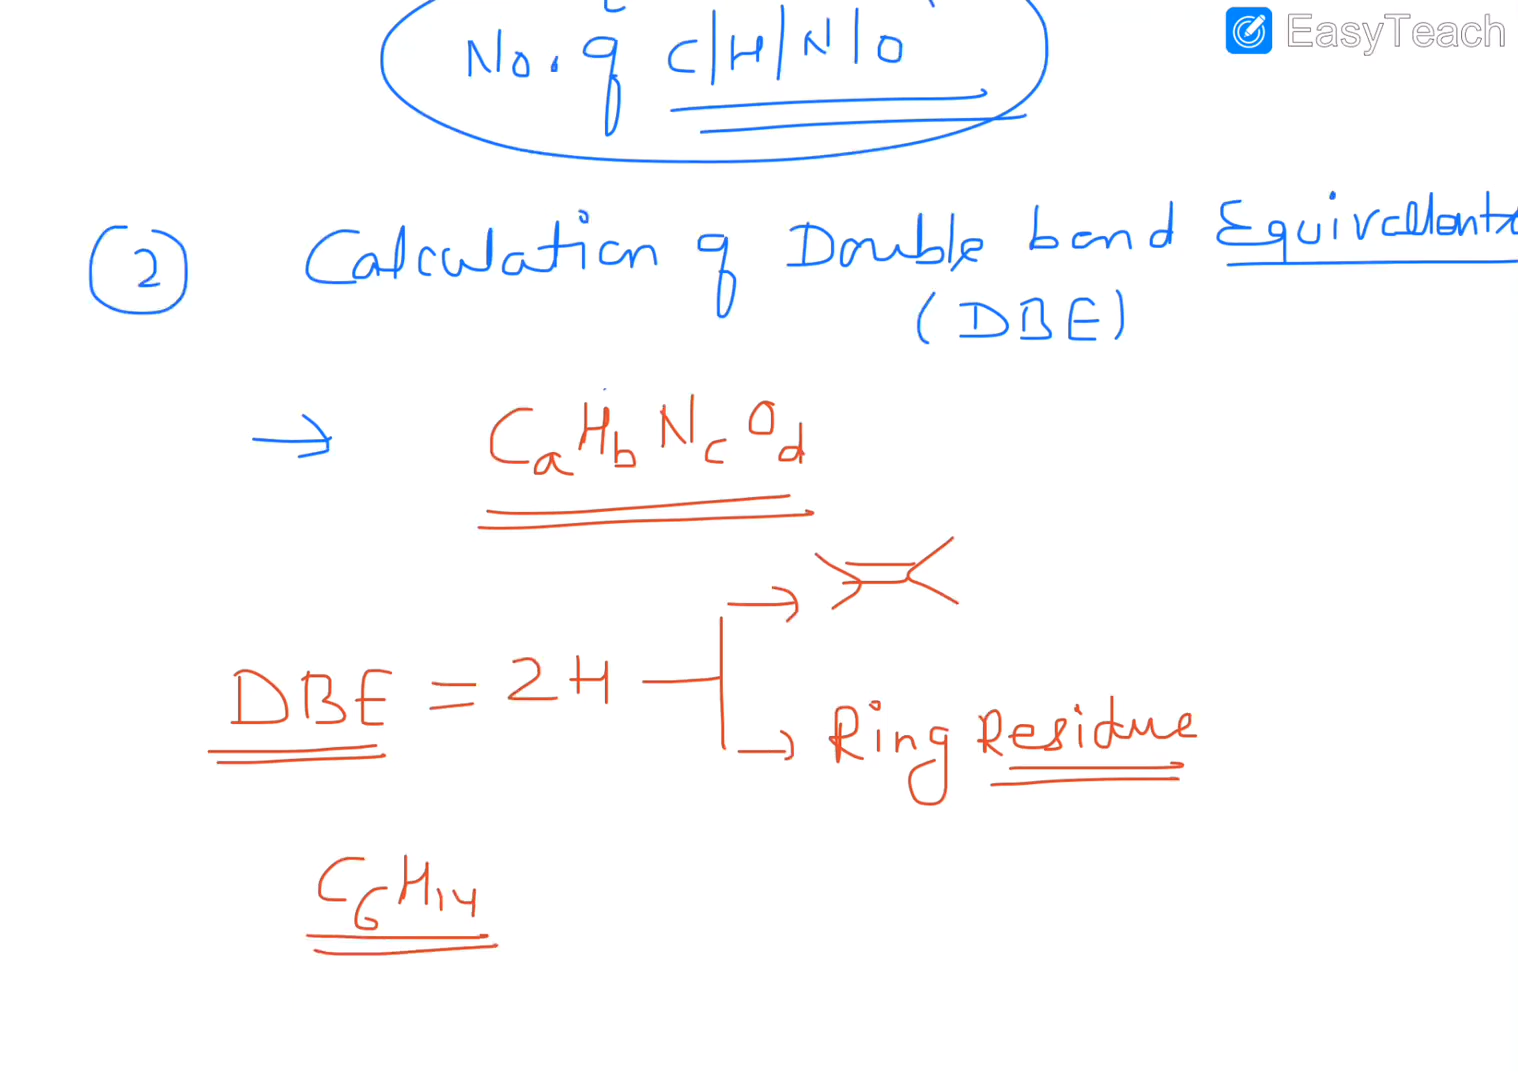 EasyTeach
No. of C/H/N/O
(2) Calculation of Double bond Equivalents
(DBE)
→ CaHbNcOd
DBE = 2H →
→ Ring Residue
C6H14